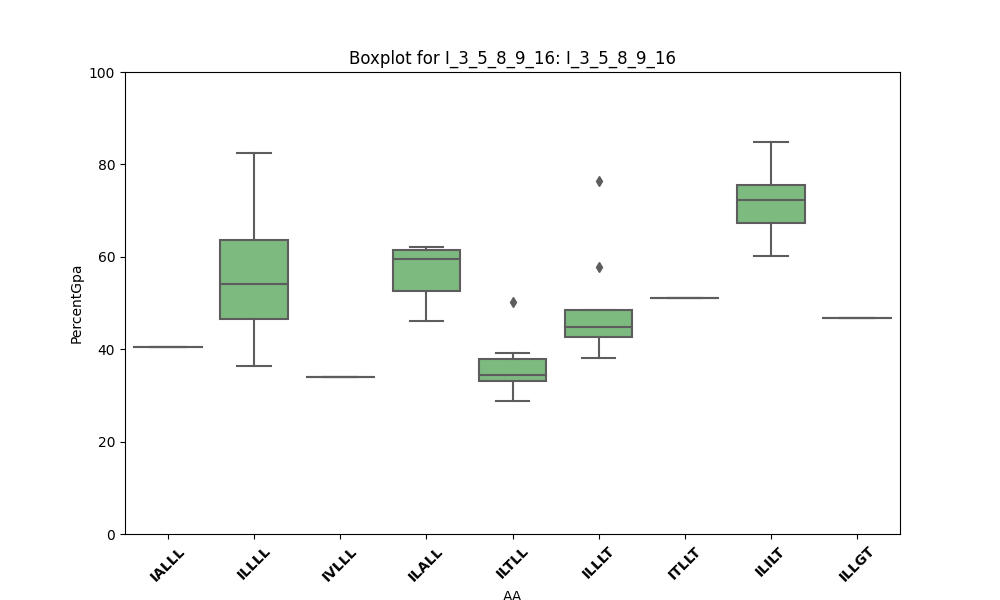 Boxplot for I_3_5_8_9_16: I_3_5_8_9_16
100
80
60
40
20
0
PercentGpa
IALLL
ILLLL
IVLLL
ILALL
ILTLL
ILLLT
ITLLT
ILILT
ILLGT
AA